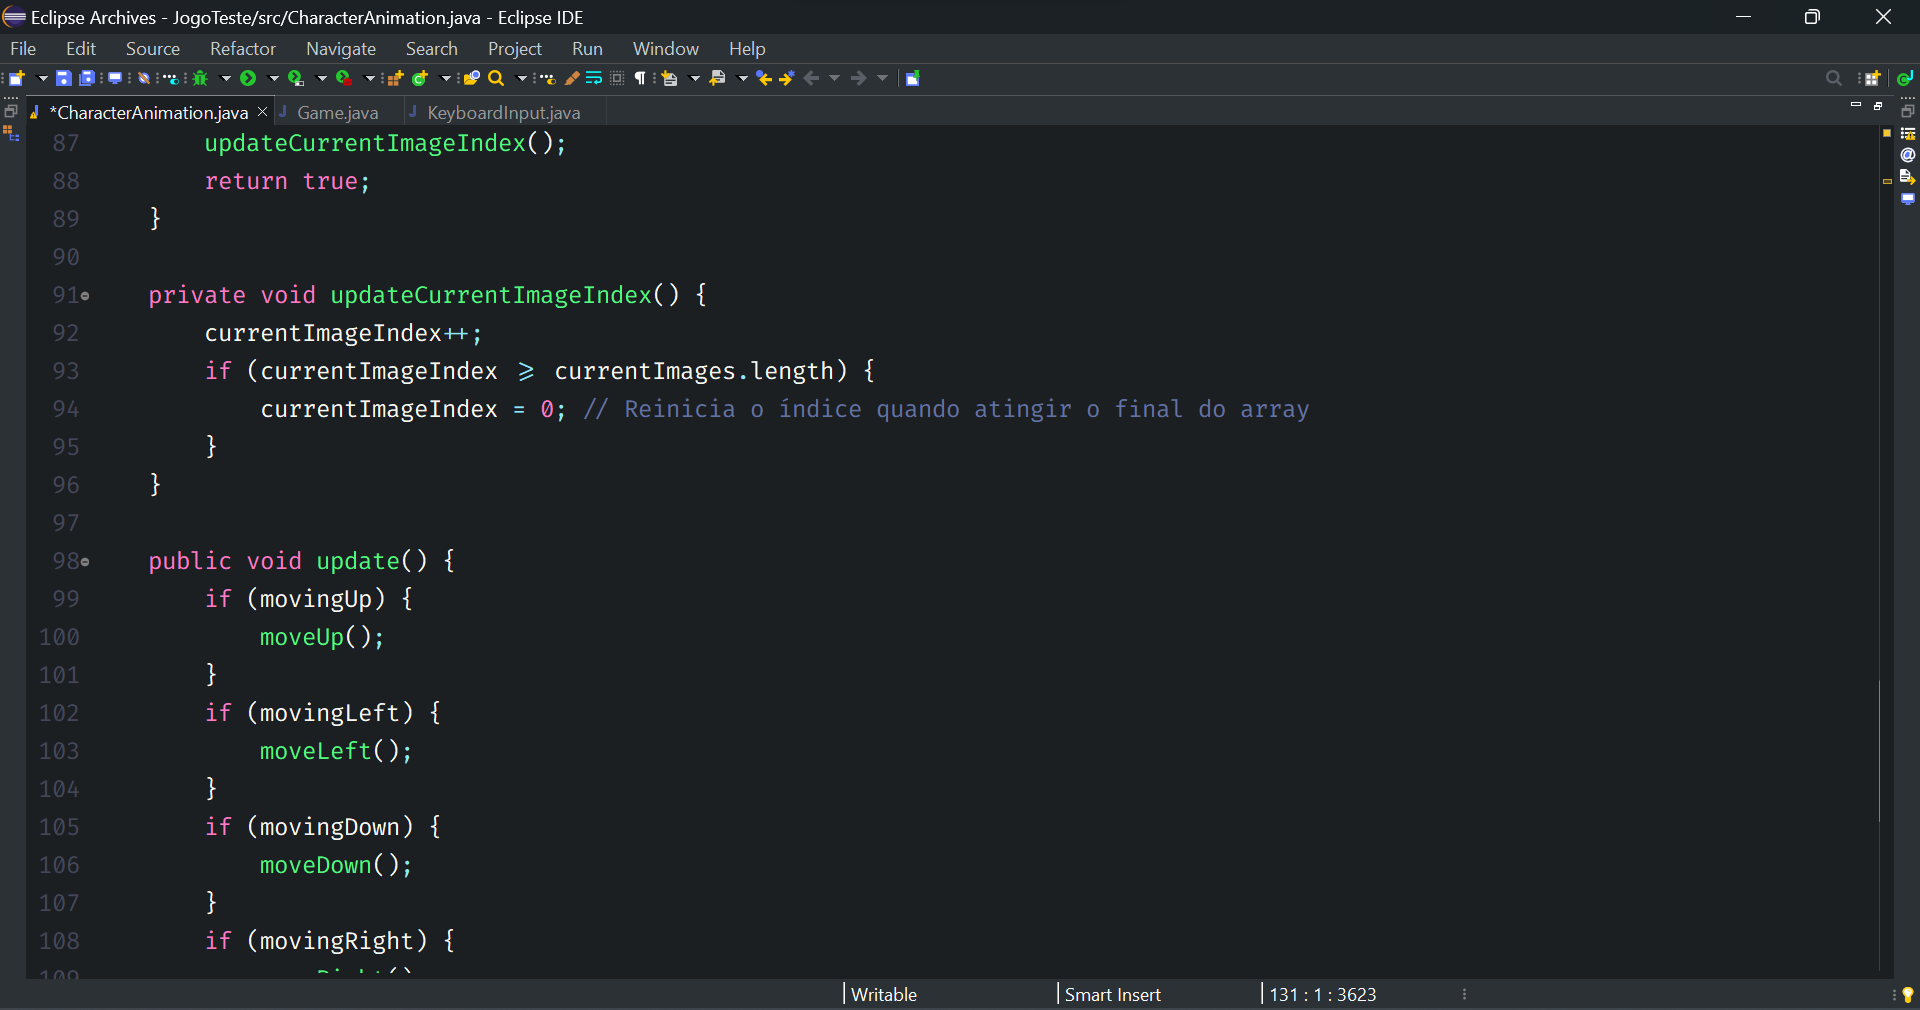 Eclipse Archives - JogoTeste/src/CharacterAnimation.java - Eclipse IDE
File Edit Source Refactor Navigate Search Project Run Window Help
*CharacterAnimation.java Game.java KeyboardInput.java
87 updateCurrentImageIndex();
88 return true;
89 }
90
91 private void updateCurrentImageIndex() {
92 currentImageIndex++;
93 if (currentImageIndex >= currentImages.length) {
94 currentImageIndex = 0; // Reinicia o índice quando atingir o final do array
95 }
96 }
97
98 public void update() {
99 if (movingUp) {
100 moveUp();
101 }
102 if (movingLeft) {
103 moveLeft();
104 }
105 if (movingDown) {
106 moveDown();
107 }
108 if (movingRight) {
Writable Smart Insert 131 : 1 : 3623